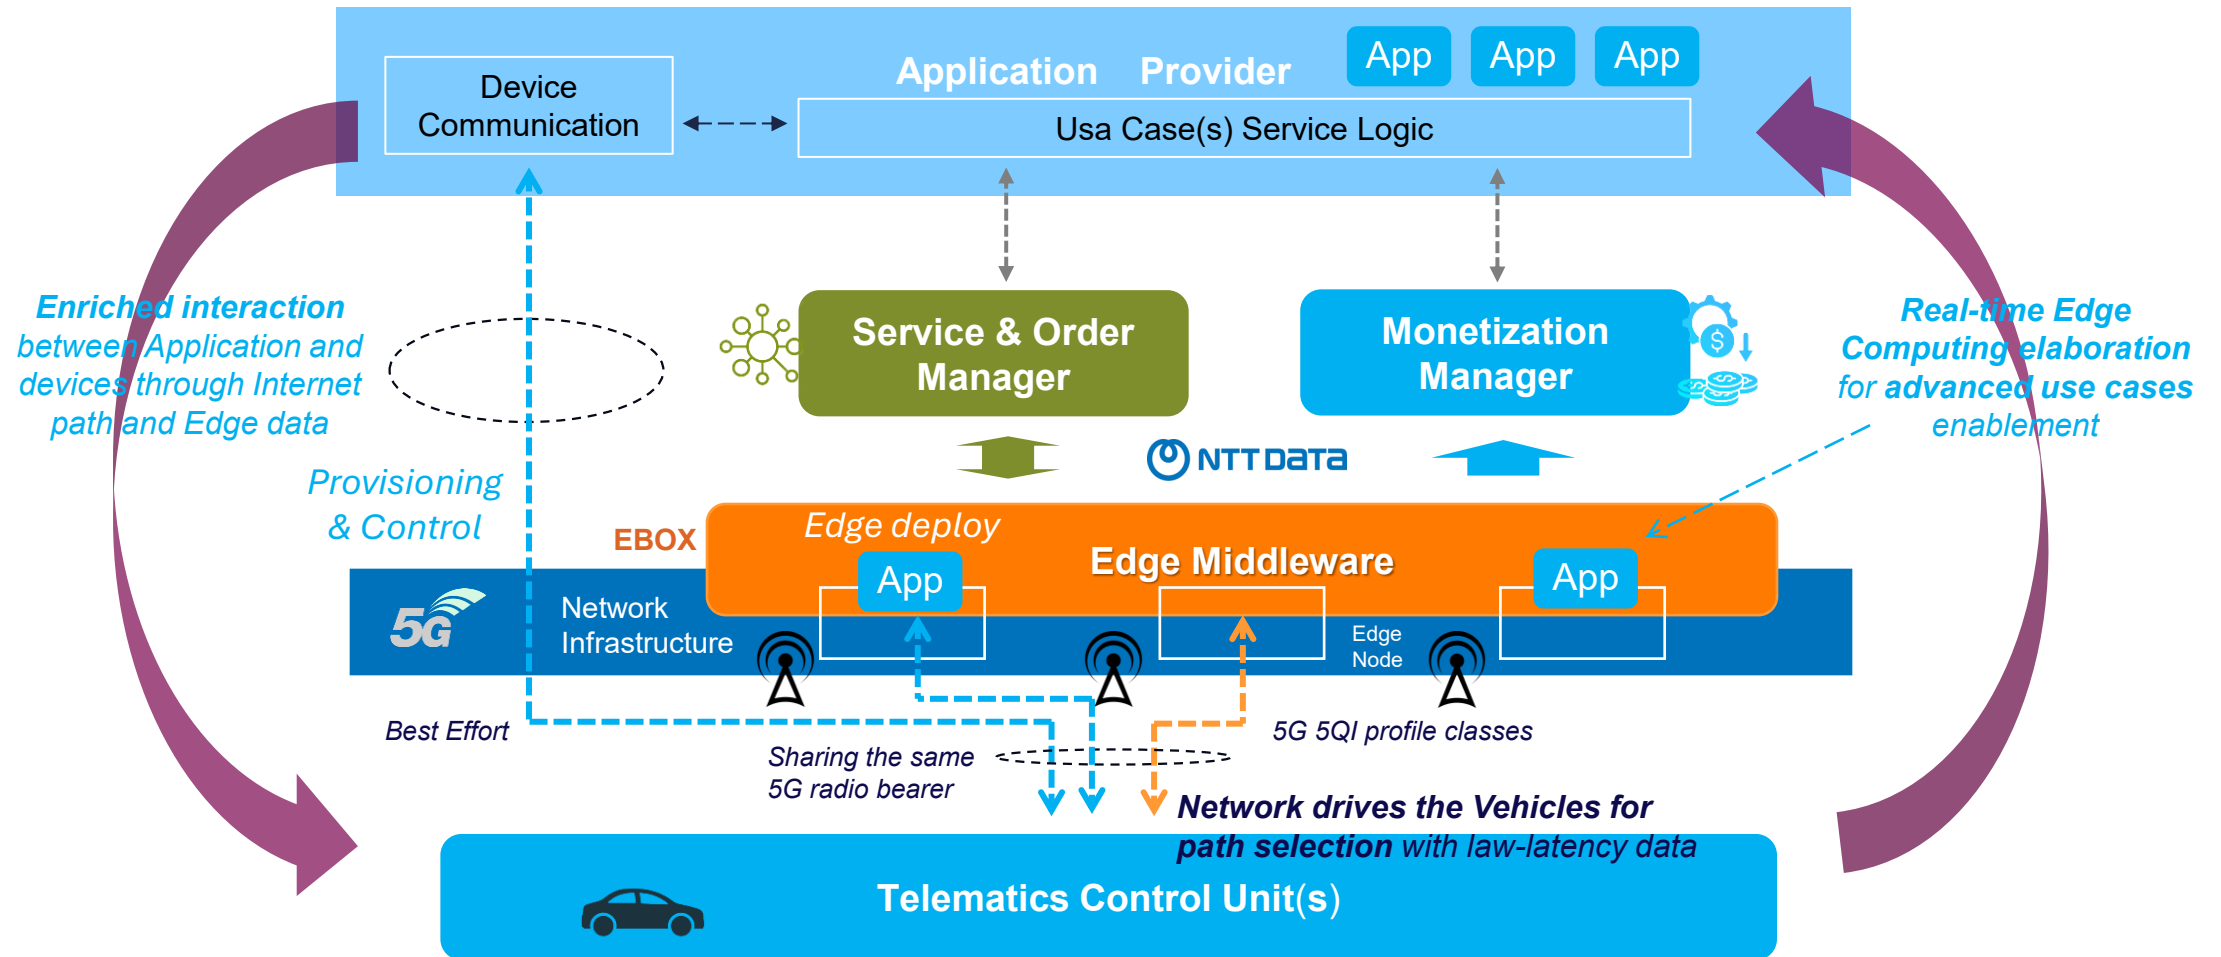 Application Provider
App
App
App
Device
Communication
Usa Case(s) Service Logic
Enriched interaction
between Application and
devices through Internet
path and Edge data
Service & Order
Manager
Monetization
Manager
$
$
$
$
Real-time Edge
Computing elaboration
for advanced use cases
enablement
NTT DATA
Provisioning
& Control
EBOX
Edge deploy
Edge Middleware
App
App
5G
Network
Infrastructure
Edge
Node
Best Effort
Sharing the same
5G radio bearer
5G 5QI profile classes
Network drives the Vehicles for
path selection with law-latency data
Telematics Control Unit(s)